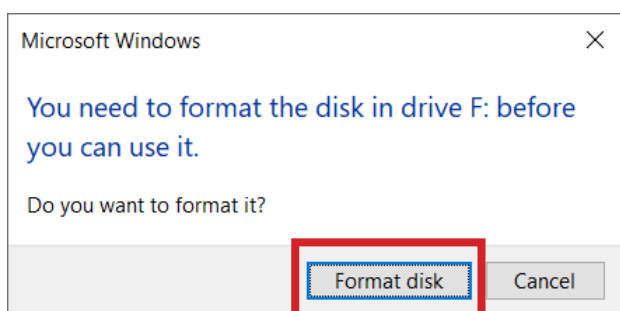 Microsoft Windows
You need to format the disk in drive F: before
you can use it.
Do you want to format it?
Format disk
Cancel